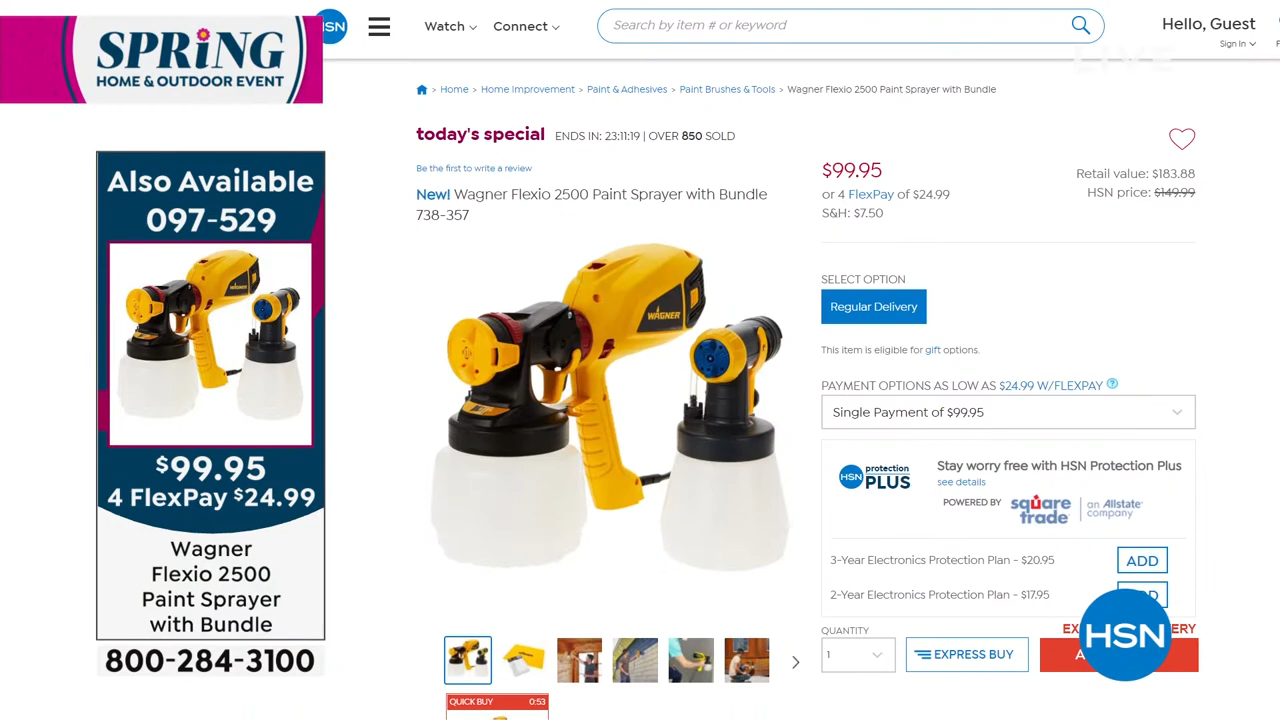 SPRING
HOME & OUTDOOR EVENT
HSN
Watch
Connect
Search by item # or keyword
Hello, Guest
Sign In
LIVE
Home > Home Improvement > Paint & Adhesives > Paint Brushes & Tools > Wagner Flexio 2500 Paint Sprayer with Bundle
today's special ENDS IN: 23:11:19 | OVER 850 SOLD
Be the first to write a review
New! Wagner Flexio 2500 Paint Sprayer with Bundle
738-357
$99.95
or 4 FlexPay of $24.99
S&H: $7.50
Retail value: $183.88
HSN price: $149.99
SELECT OPTION
Regular Delivery
This item is eligible for gift options.
PAYMENT OPTIONS AS LOW AS $24.99 W/FLEXPAY ?
Single Payment of $99.95
HSN protection PLUS
Stay worry free with HSN Protection Plus
see details
POWERED BY square trade | an Allstate company
3-Year Electronics Protection Plan - $20.95
ADD
2-Year Electronics Protection Plan - $17.95
QUANTITY
1
EXPRESS BUY
HSN
Also Available
097-529
WAGNER
$99.95
4 FlexPay $24.99
Wagner
Flexio 2500
Paint Sprayer
with Bundle
800-284-3100
WAGNER
QUICK BUY 0:53